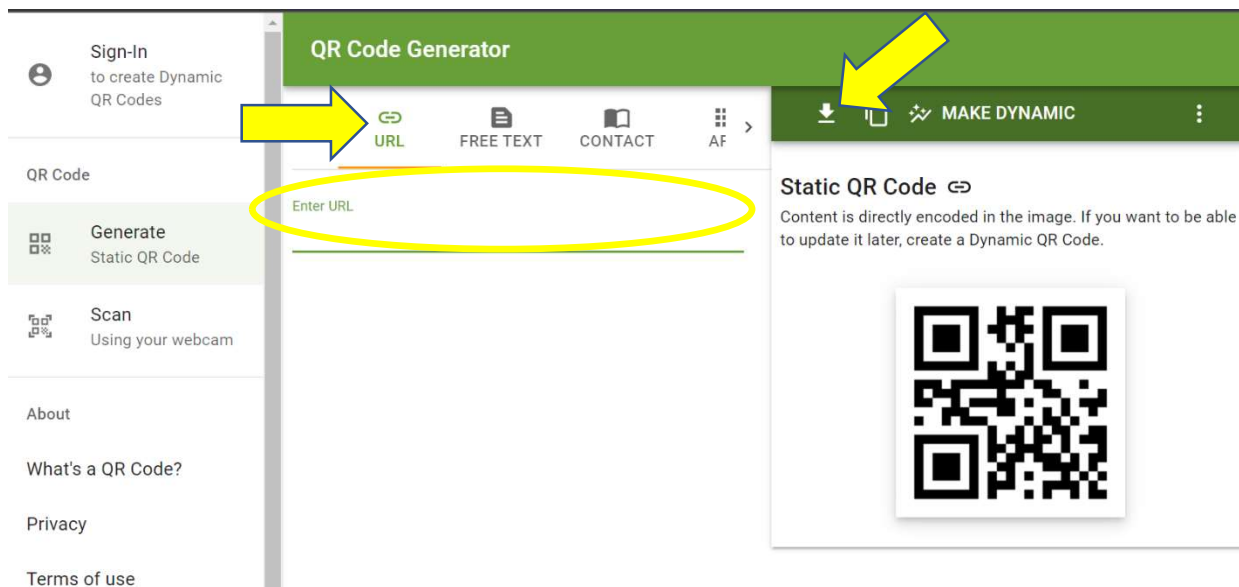 Sign-In
to create Dynamic
QR Codes
QR Code
Generate
Static QR Code
Scan
Using your webcam
About
What's a QR Code?
Privacy
Terms of use
QR Code Generator
URL
FREE TEXT
CONTACT
Enter URL
MAKE DYNAMIC
Static QR Code
Content is directly encoded in the image. If you want to be able
to update it later, create a Dynamic QR Code.